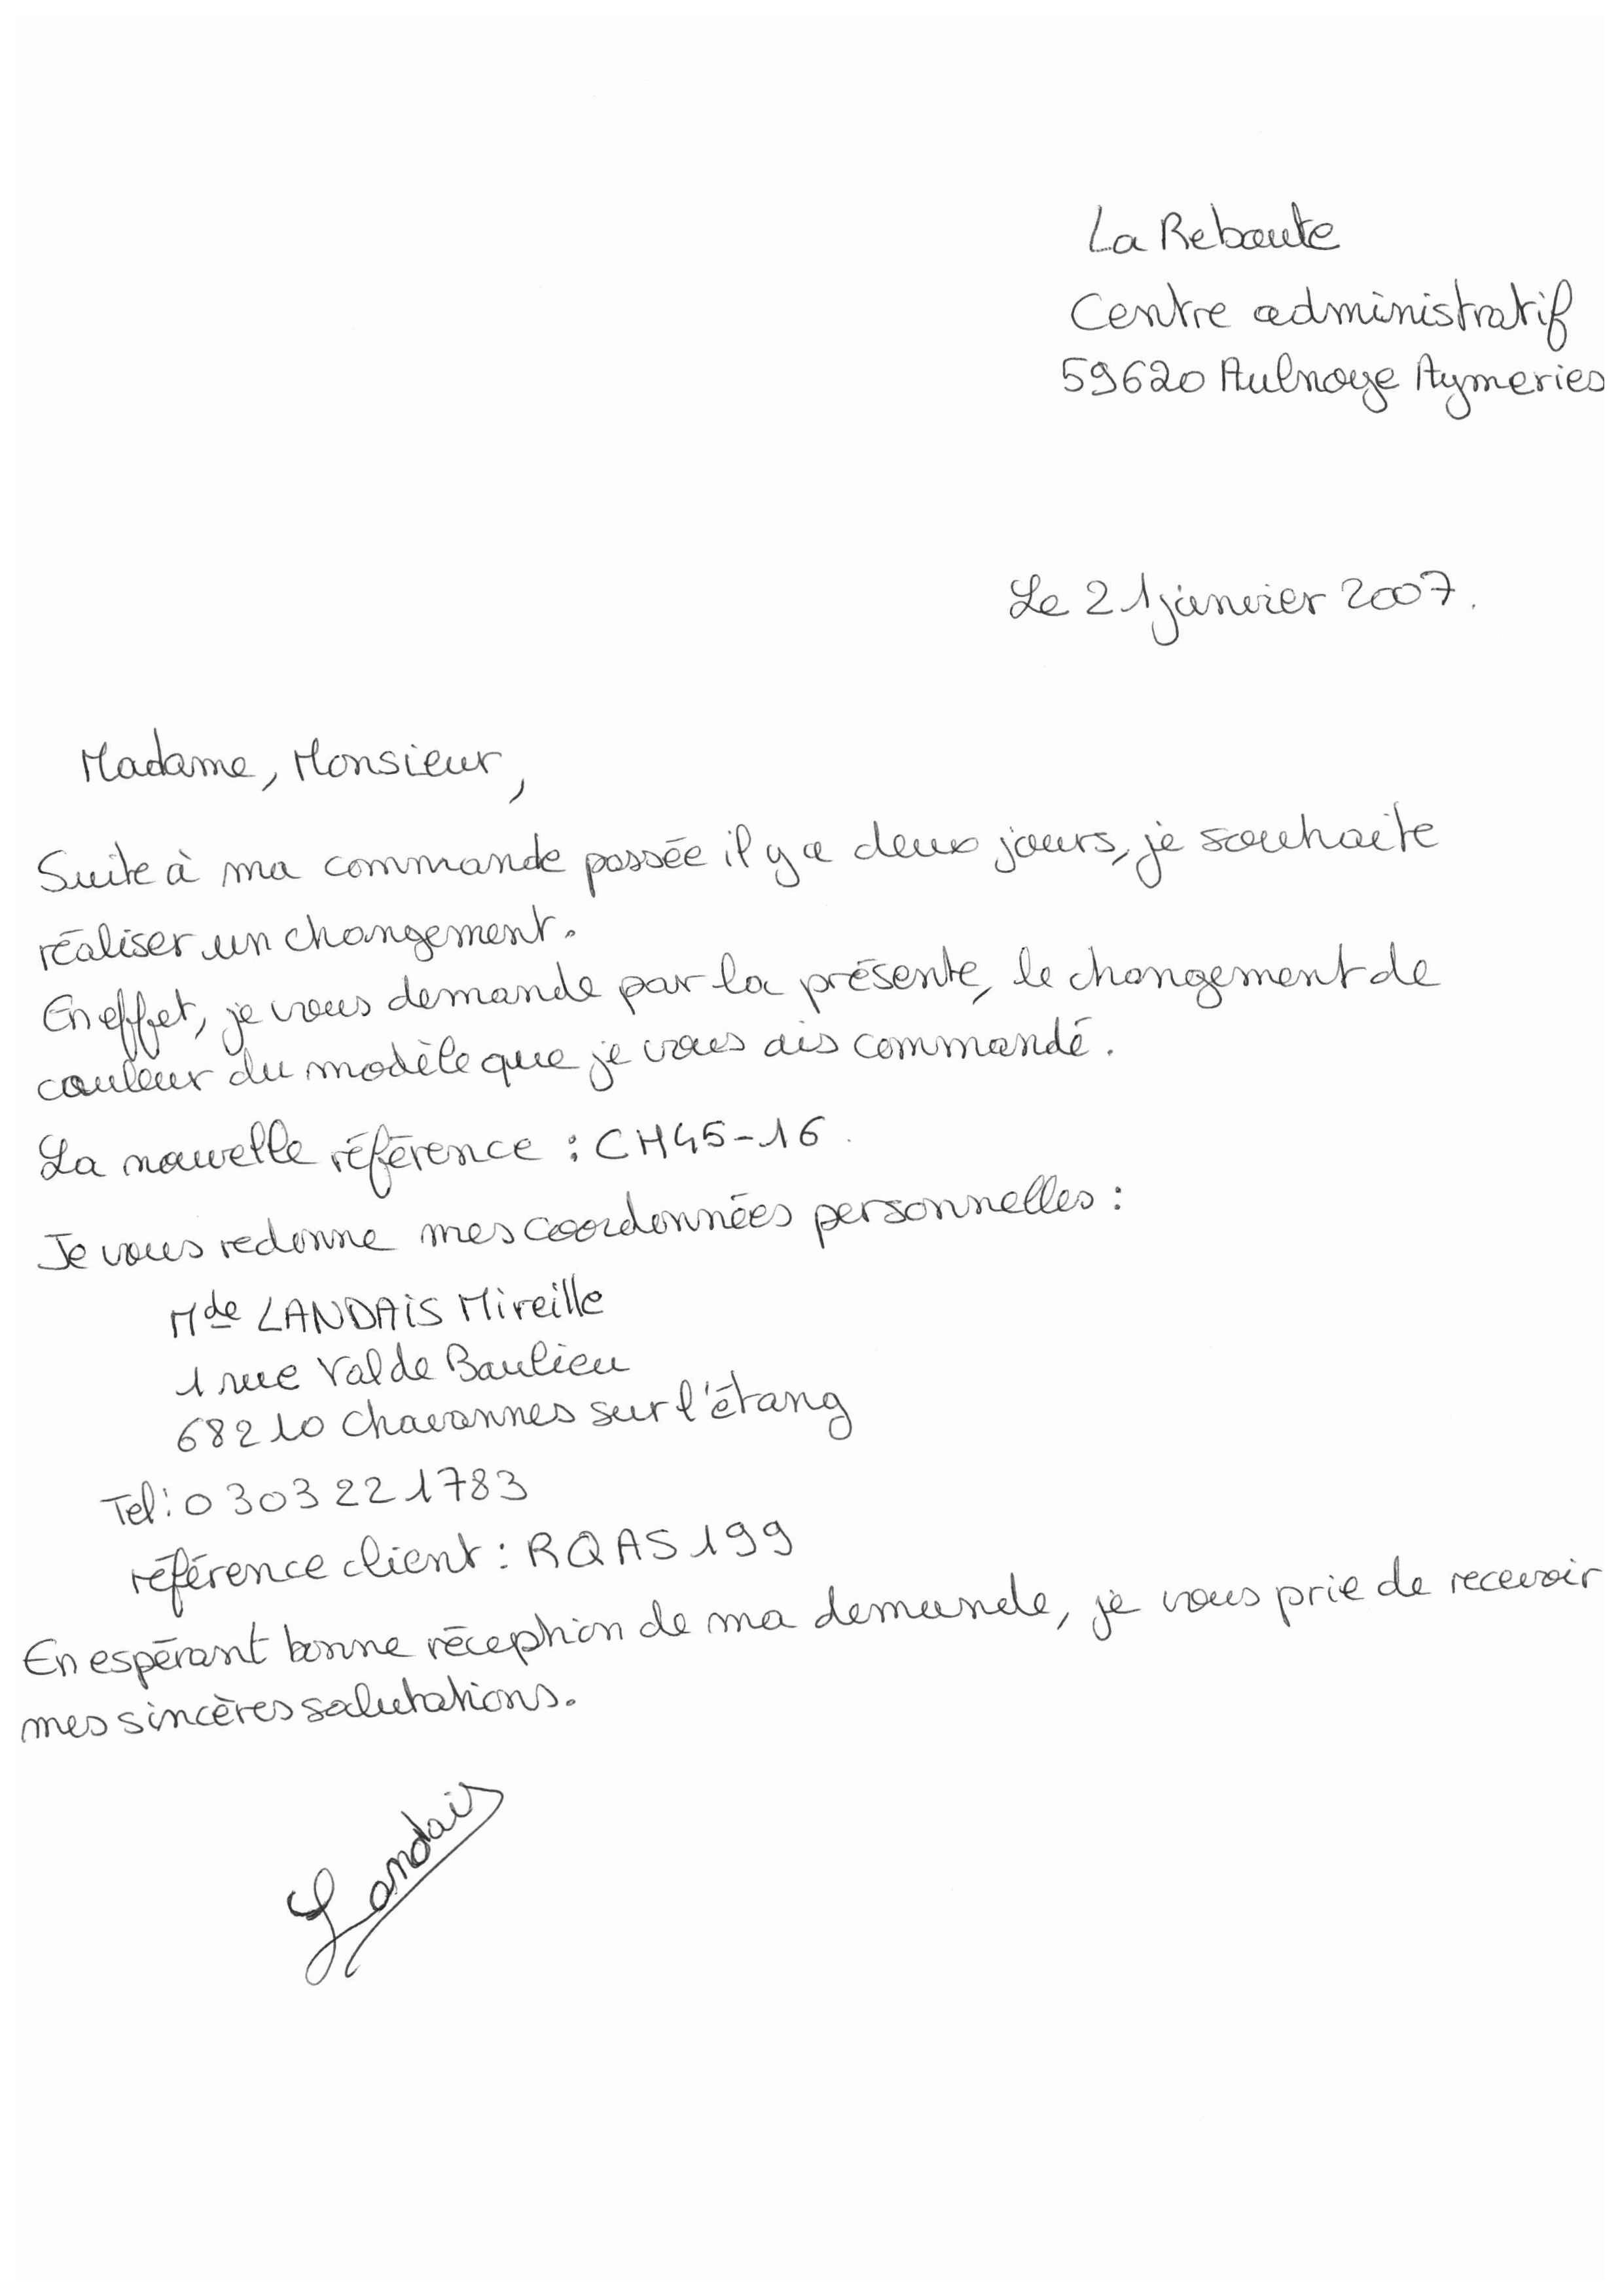 La Reboute
Centre administratif
59620 Aulnoye Aymeries
Le 21 janvier 2007.
Madame, Monsieur,
Suite à ma commande passée il y a deux jours, je souhaite
réaliser un changement.
En effet, je vous demande par la présente, le changement de
couleur du modèle que je vous ais commandé.
La nouvelle référence : CH45-16.
Je vous redonne mes coordonnées personnelles :
Mde LANDAIS Mireille
1 rue Val de Baulieu
68210 Chavannes sur l'étang
Tel : 0303221783
référence client : RQAS199
En espérant bonne réception de ma demande, je vous prie de recevoir
mes sincères salutations.
Landais